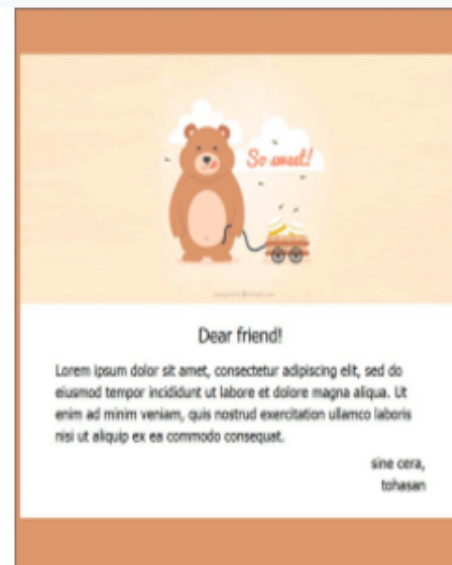 So sweet!
Dear friend!
Lorem ipsum dolor sit amet, consectetur adipiscing elit, sed do
eiusmod tempor incididunt ut labore et dolore magna aliqua. Ut
enim ad minim veniam, quis nostrud exercitation ullamco laboris
nisi ut aliquip ex ea commodo consequat.
sine cera,
tohasan